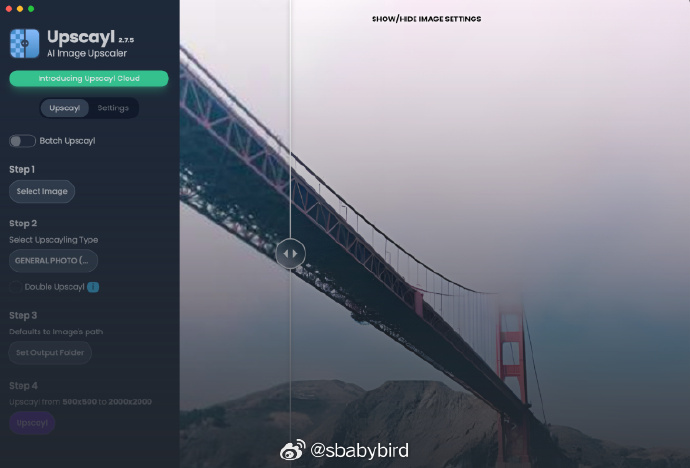 SHOW/HIDE IMAGE SETTINGS
Upscayl 2.7.5
AI Image Upscaler
Introducing Upscayl Cloud
Upscayl Settings
Batch Upscayl
Step 1
Select Image
Step 2
Select Upscayling Type
GENERAL PHOTO (...
Double Upscayl i
Step 3
Defaults to Image's path
Set Output Folder
Step 4
Upscayl from 500x500 to 2000x2000
Upscayl
@sbabybird